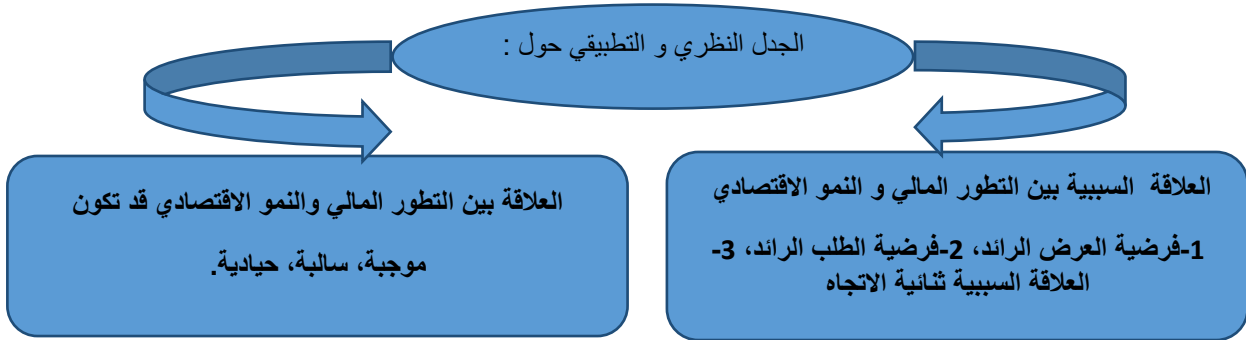 الجدل النظري و التطبيقي حول :
العلاقة السببية بين التطور المالي و النمو الاقتصادي
1-فرضية العرض الرائد، 2-فرضية الطلب الرائد، 3-
العلاقة السببية ثنائية الاتجاه
العلاقة بين التطور المالي والنمو الاقتصادي قد تكون
موجبة، سالبة، حيادية.